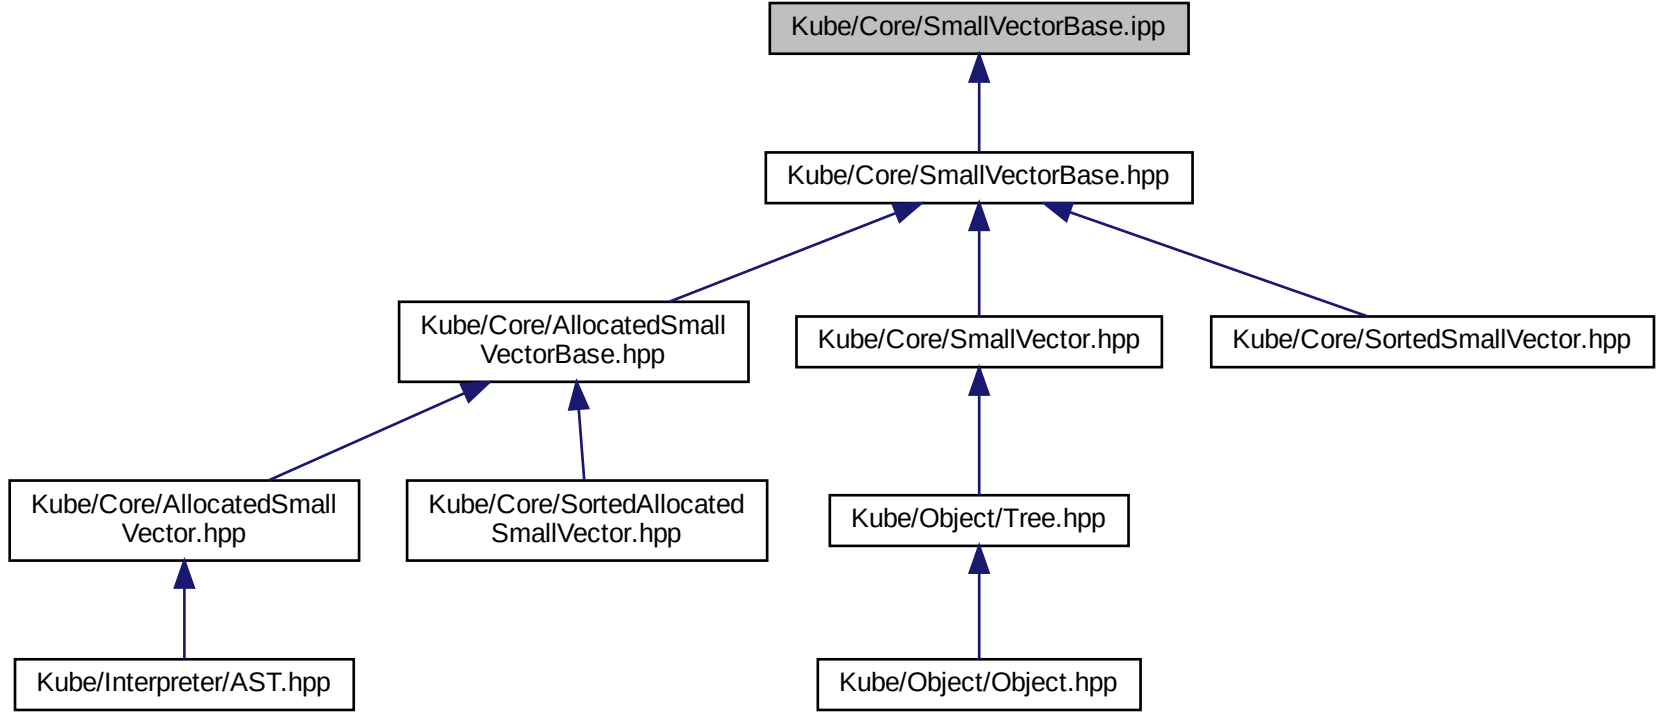 Kube/Core/SmallVectorBase.ipp
Kube/Core/SmallVectorBase.hpp
Kube/Core/AllocatedSmall
VectorBase.hpp
Kube/Core/SmallVector.hpp
Kube/Core/SortedSmallVector.hpp
Kube/Core/AllocatedSmall
Vector.hpp
Kube/Core/SortedAllocated
SmallVector.hpp
Kube/Object/Tree.hpp
Kube/Interpreter/AST.hpp
Kube/Object/Object.hpp